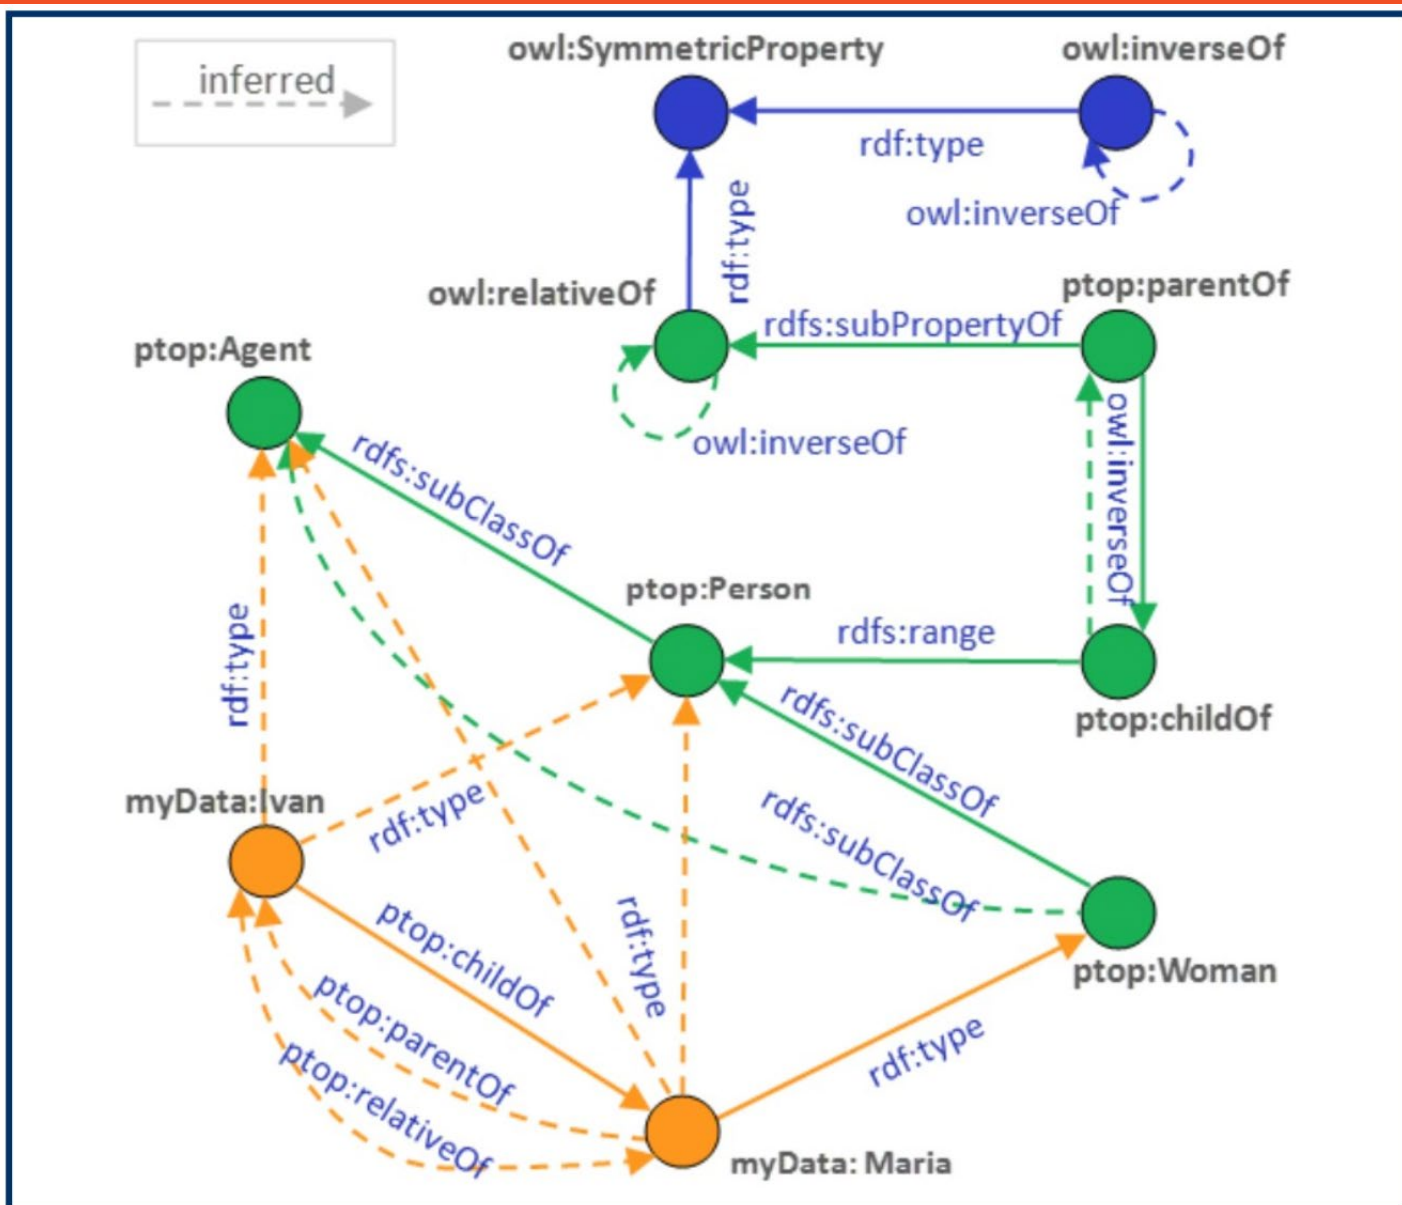 owl:SymmetricProperty
owl:inverseOf
inferred
rdf:type
owl:inverseOf
rdf:type
owl:relativeOf
ptop:parentOf
rdfs:subPropertyOf
ptop:Agent
owl:inverseOf
owl:inverseOf
rdfs:subClassOf
ptop:Person
rdfs:range
rdf:type
ptop:childOf
rdfs:subClassOf
myData:Ivan
rdf:type
rdfs:subClassOf
ptop:childOf
rdf:type
ptop:Woman
ptop:parentOf
rdf:type
ptop:relativeOf
myData: Maria